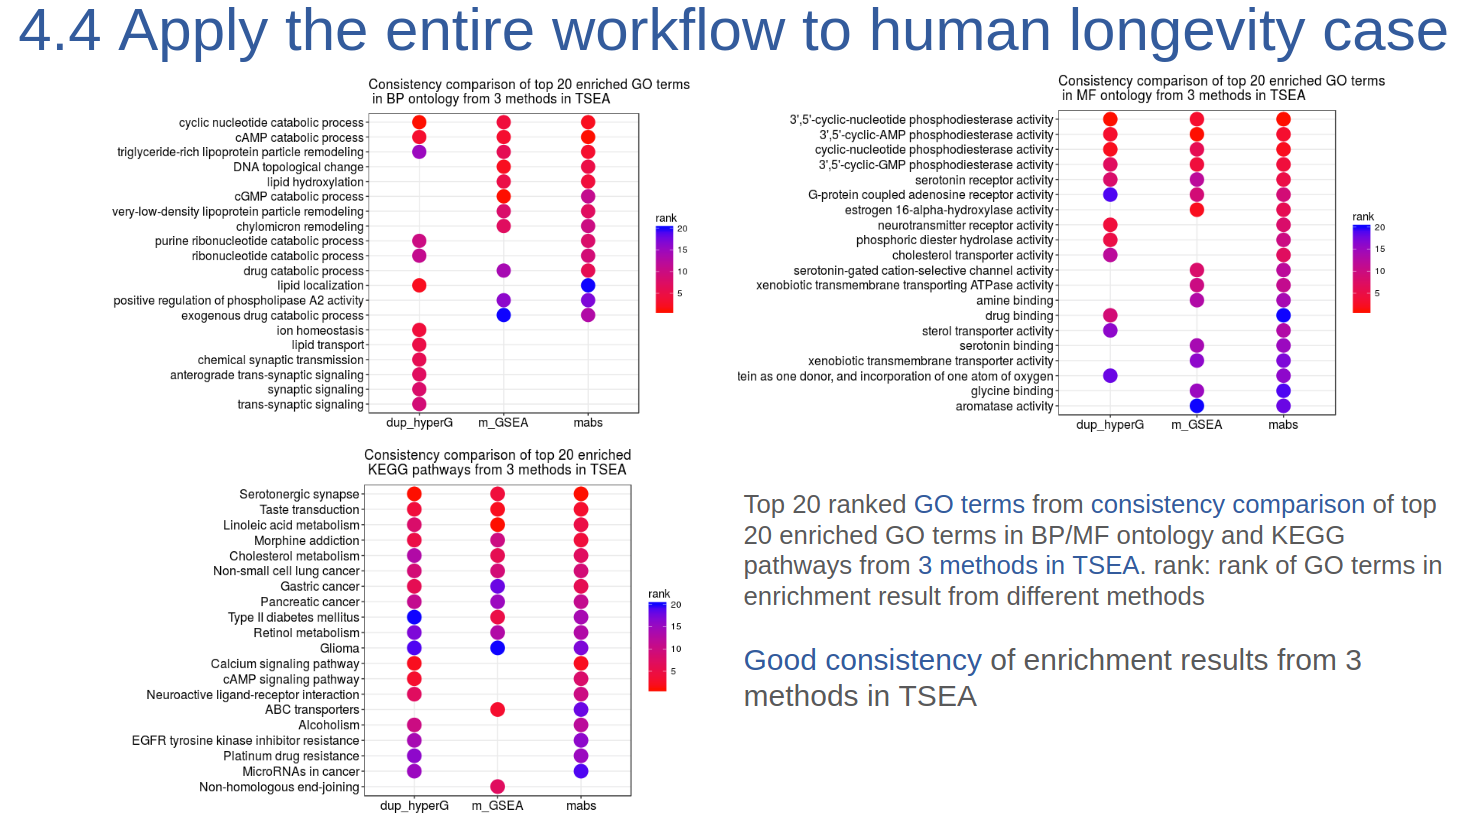 4.4 Apply the entire workflow to human longevity case
Consistency comparison of top 20 enriched GO terms
in BP ontology from 3 methods in TSEA
cyclic nucleotide catabolic process
cAMP catabolic process
triglyceride-rich lipoprotein particle remodeling
DNA topological change
lipid hydroxylation
cGMP catabolic process
very-low-density lipoprotein particle remodeling
chylomicron remodeling
purine ribonucleotide catabolic process
ribonucleotide catabolic process
drug catabolic process
lipid localization
positive regulation of phospholipase A2 activity
exogenous drug catabolic process
ion homeostasis
lipid transport
chemical synaptic transmission
anterograde trans-synaptic signaling
synaptic signaling
trans-synaptic signaling
dup_hyperG m_GSEA mabs
rank
20
15
10
5
Consistency comparison of top 20 enriched GO terms
in MF ontology from 3 methods in TSEA
3',5'-cyclic-nucleotide phosphodiesterase activity
3',5'-cyclic-AMP phosphodiesterase activity
cyclic-nucleotide phosphodiesterase activity
3',5'-cyclic-GMP phosphodiesterase activity
serotonin receptor activity
G-protein coupled adenosine receptor activity
estrogen 16-alpha-hydroxylase activity
neurotransmitter receptor activity
phosphoric diester hydrolase activity
cholesterol transporter activity
serotonin-gated cation-selective channel activity
xenobiotic transmembrane transporting ATPase activity
amine binding
drug binding
sterol transporter activity
serotonin binding
xenobiotic transmembrane transporter activity
tein as one donor, and incorporation of one atom of oxygen
glycine binding
aromatase activity
dup_hyperG m_GSEA mabs
rank
20
15
10
5
Consistency comparison of top 20 enriched
KEGG pathways from 3 methods in TSEA
Serotonergic synapse
Taste transduction
Linoleic acid metabolism
Morphine addiction
Cholesterol metabolism
Non-small cell lung cancer
Gastric cancer
Pancreatic cancer
Type II diabetes mellitus
Retinol metabolism
Glioma
Calcium signaling pathway
cAMP signaling pathway
Neuroactive ligand-receptor interaction
ABC transporters
Alcoholism
EGFR tyrosine kinase inhibitor resistance
Platinum drug resistance
MicroRNAs in cancer
Non-homologous end-joining
dup_hyperG m_GSEA mabs
rank
20
15
10
5
Top 20 ranked GO terms from consistency comparison of top
20 enriched GO terms in BP/MF ontology and KEGG
pathways from 3 methods in TSEA. rank: rank of GO terms in
enrichment result from different methods
Good consistency of enrichment results from 3
methods in TSEA